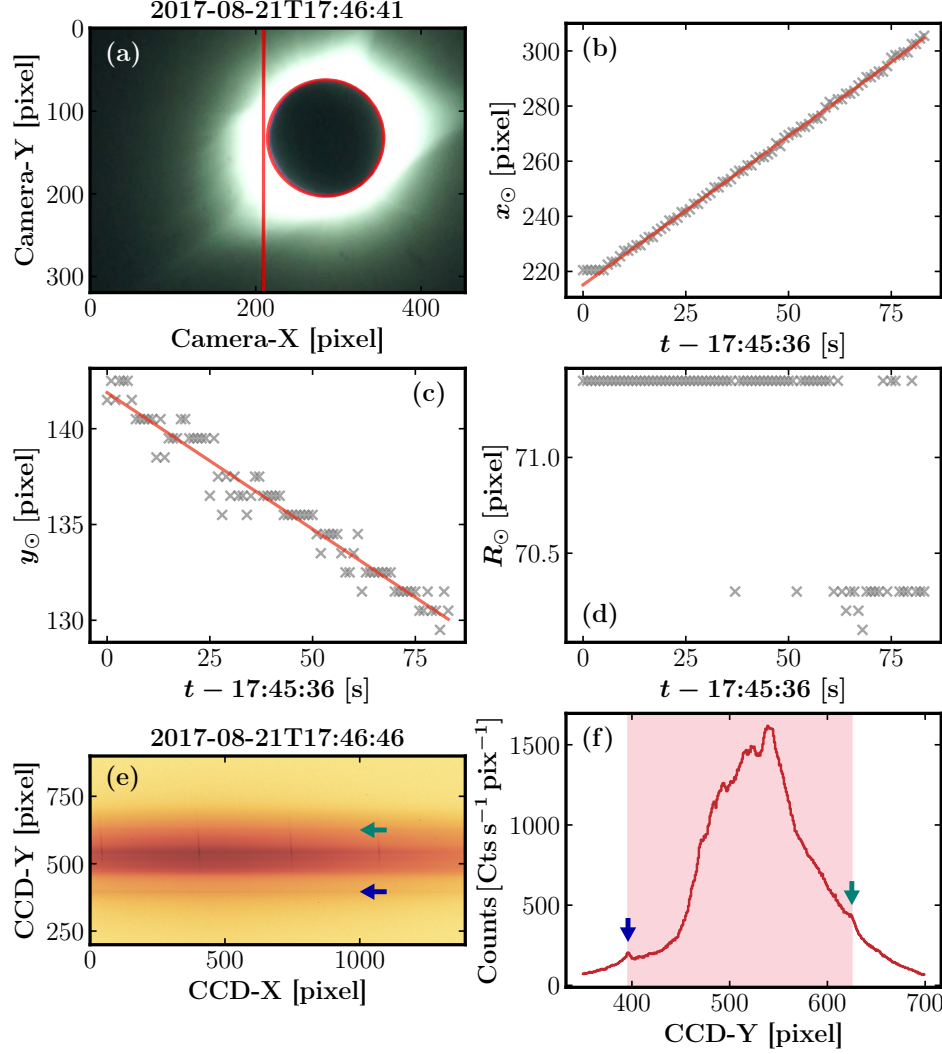 2017-08-21T17:46:41
(a)
0
100
200
300
Camera-Y [pixel]
0
200
400
Camera-X [pixel]
(b)
300
280
260
240
220
x⊙ [pixel]
0
25
50
75
t − 17:45:36 [s]
(c)
140
135
130
y⊙ [pixel]
0
25
50
75
t − 17:45:36 [s]
71.0
70.5
R⊙ [pixel]
(d)
0
25
50
75
t − 17:45:36 [s]
2017-08-21T17:46:46
(e)
750
500
250
CCD-Y [pixel]
0
500
1000
CCD-X [pixel]
(f)
1500
1000
500
0
Counts [Cts s⁻¹ pix⁻¹]
400
500
600
700
CCD-Y [pixel]